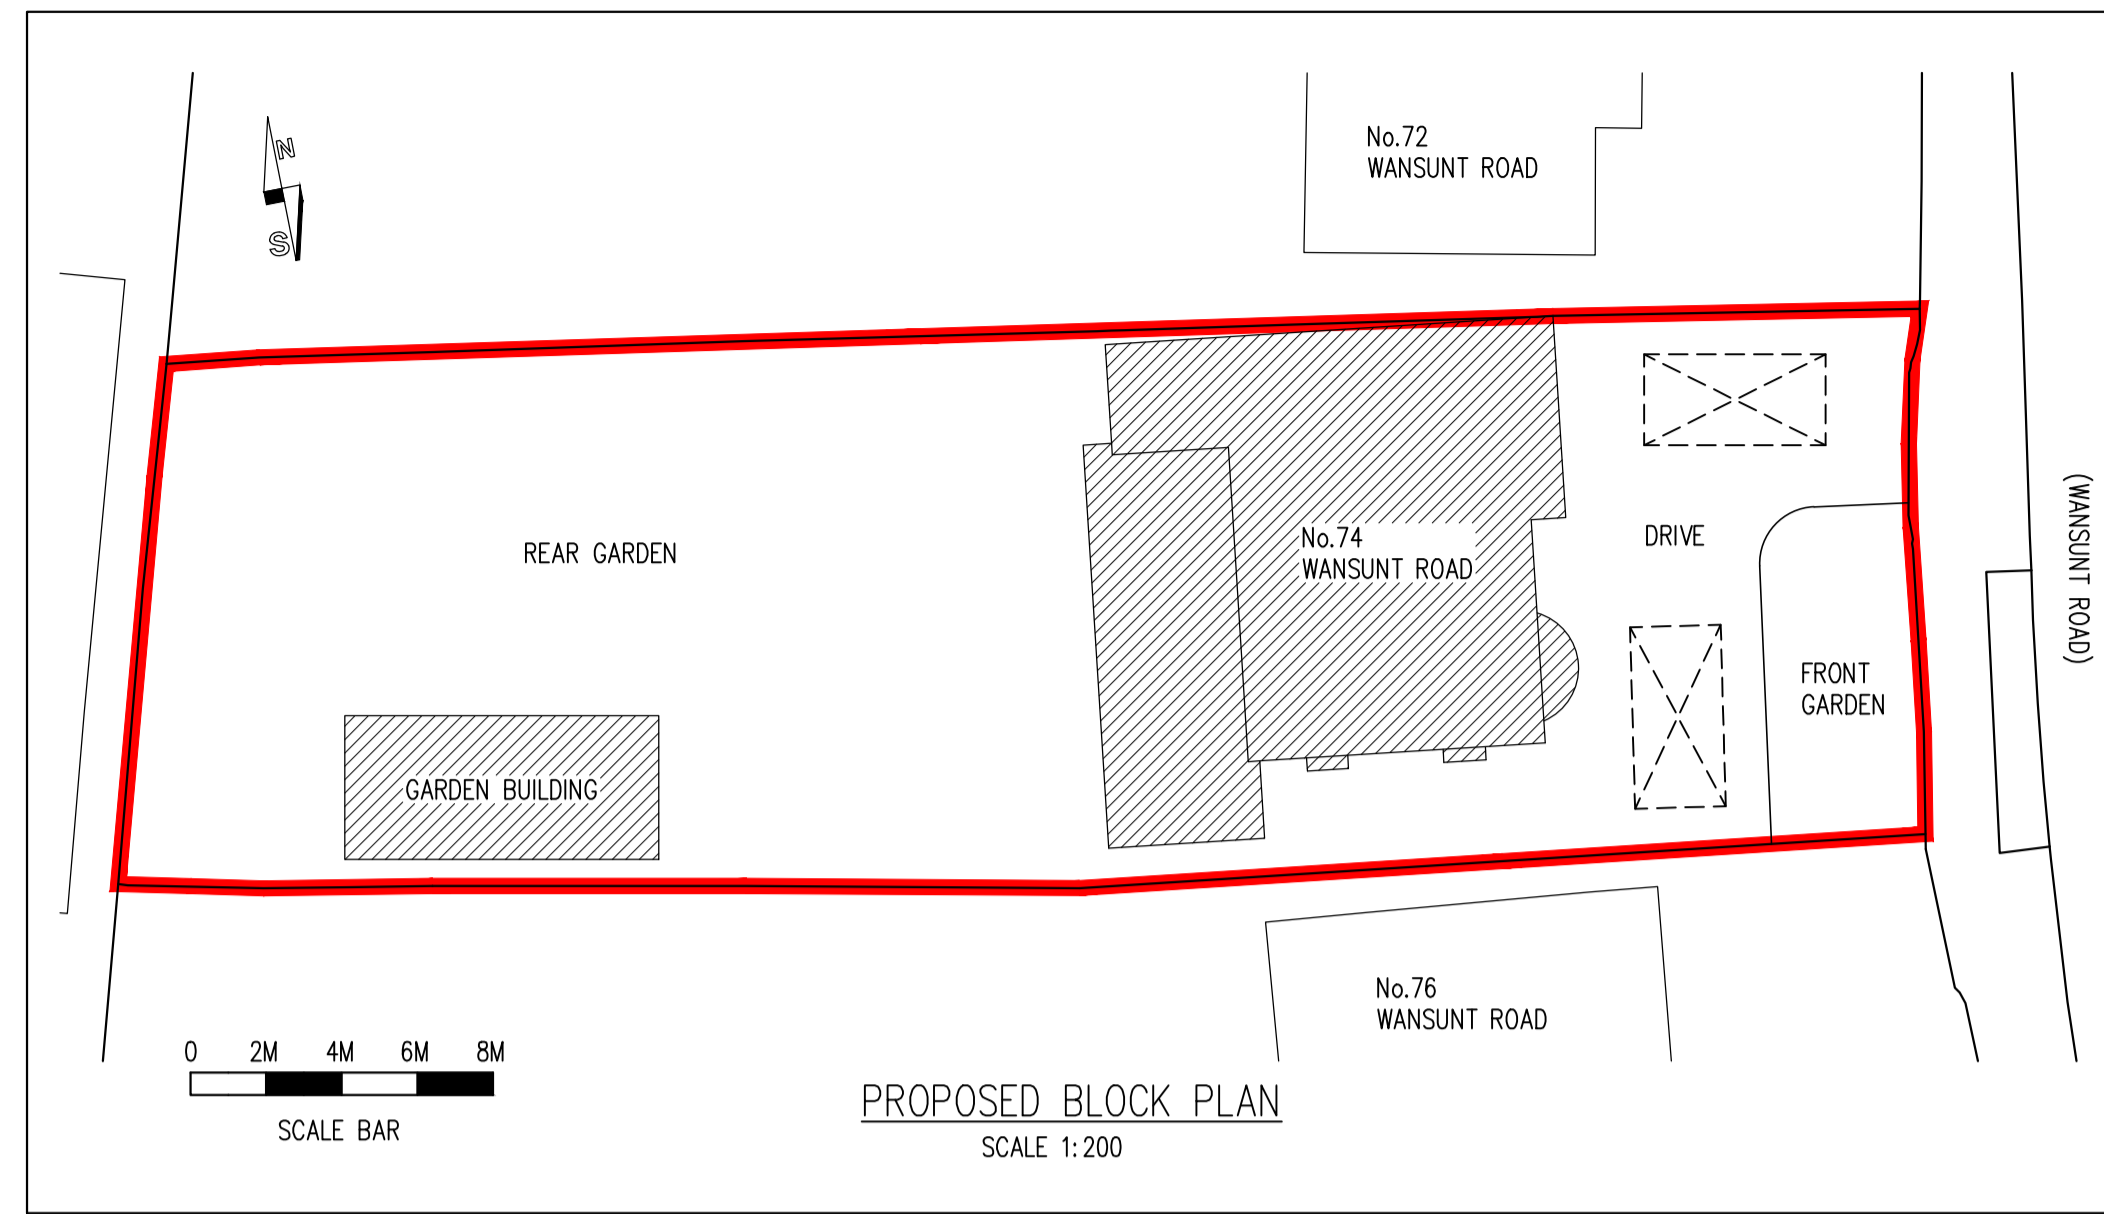 N
S
No.72
WANSUNT ROAD
(WANSUNT ROAD)
REAR GARDEN
No.74
WANSUNT ROAD
DRIVE
FRONT
GARDEN
GARDEN BUILDING
No.76
WANSUNT ROAD
0 2M 4M 6M 8M
SCALE BAR
PROPOSED BLOCK PLAN
SCALE 1:200